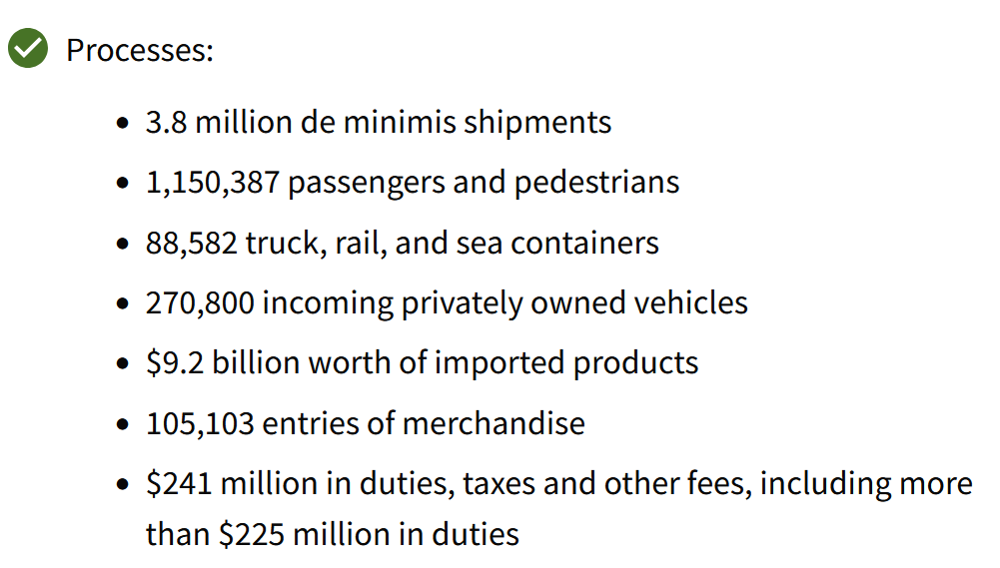 Processes:
• 3.8 million de minimis shipments
• 1,150,387 passengers and pedestrians
• 88,582 truck, rail, and sea containers
• 270,800 incoming privately owned vehicles
• $9.2 billion worth of imported products
• 105,103 entries of merchandise
• $241 million in duties, taxes and other fees, including more
than $225 million in duties